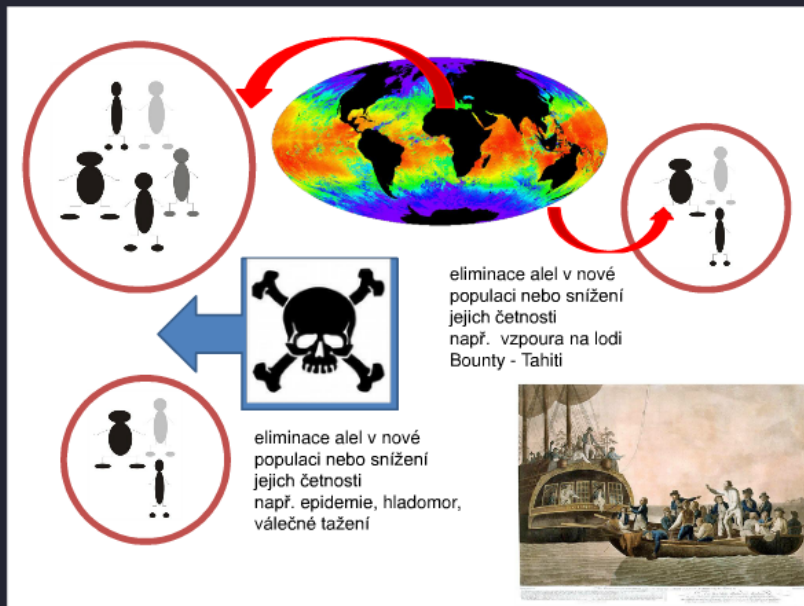 eliminace alel v nové
populaci nebo snížení
jejich četnosti
např.  vzpoura na lodi
Bounty - Tahiti
eliminace alel v nové
populaci nebo snížení
jejich četnosti
např. epidemie, hladomor,
válečné tažení